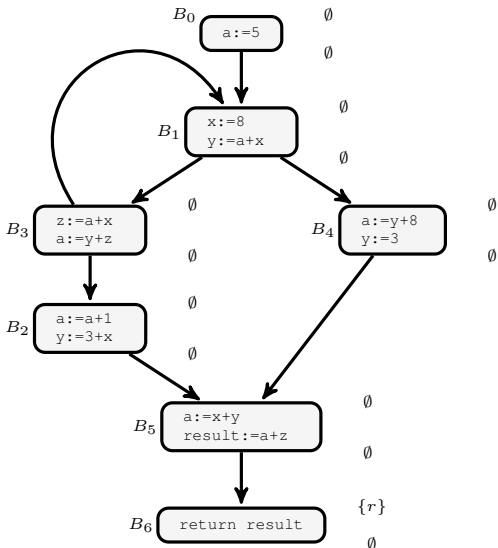 B0 ∅
a:=5
∅
∅
x:=8
B1
y:=a+x
∅
z:=a+x ∅ ∅
B3 B4 a:=y+8
a:=y+z y:=3
∅ ∅
∅
a:=a+1
B2
y:=3+x
∅
∅
a:=x+y
B5
result:=a+z
∅
{r}
B6 return result
∅